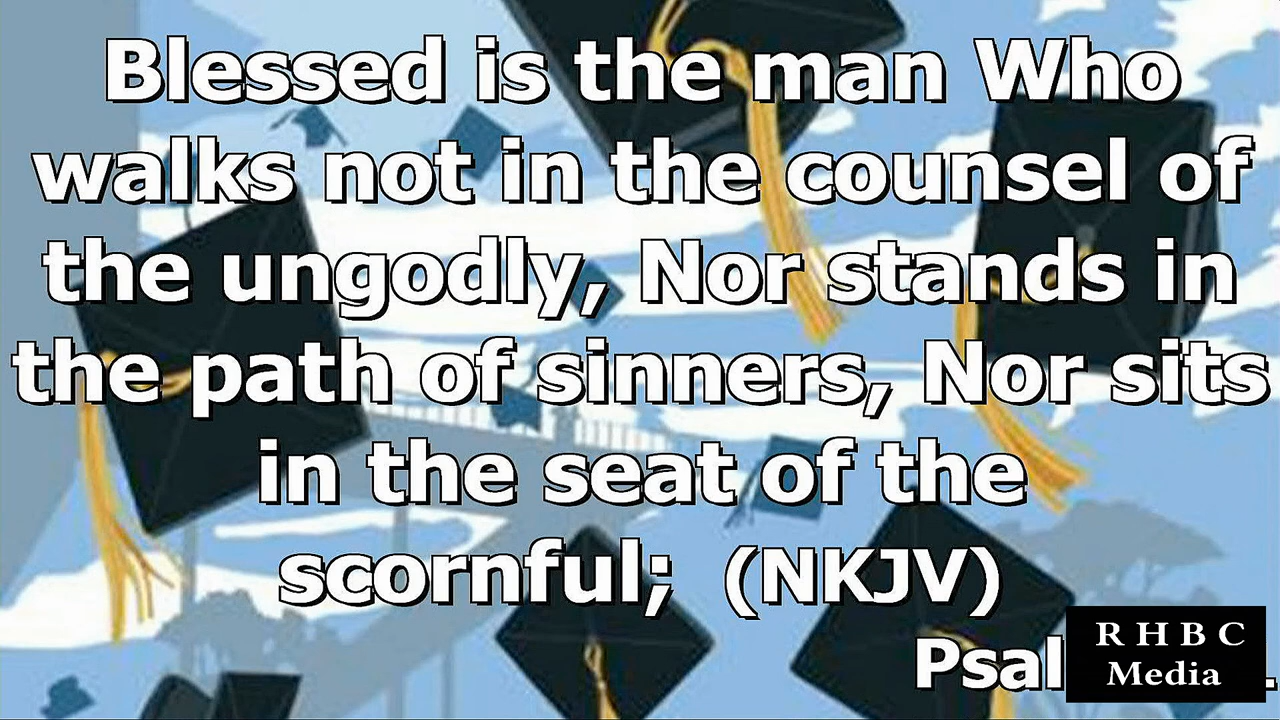 Blessed is the man Who
walks not in the counsel of
the ungodly, Nor stands in
the path of sinners, Nor sits
in the seat of the
scornful; (NKJV)
R H B C
Media